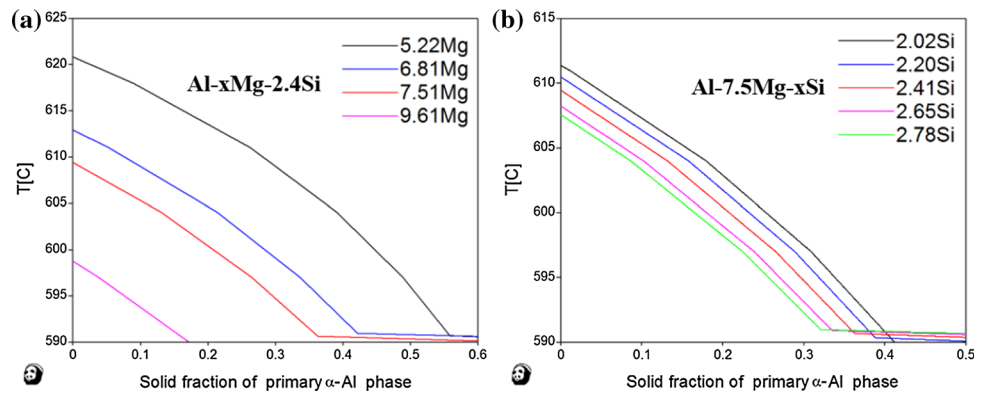 (a)
625
620
615
610
605
600
595
590
T[C]
0
0.1
0.2
0.3
0.4
0.5
0.6
Solid fraction of primary α-Al phase
Al-xMg-2.4Si
5.22Mg
6.81Mg
7.51Mg
9.61Mg
(b)
615
610
605
600
595
590
T[C]
0
0.1
0.2
0.3
0.4
0.5
Solid fraction of primary α-Al phase
Al-7.5Mg-xSi
2.02Si
2.20Si
2.41Si
2.65Si
2.78Si